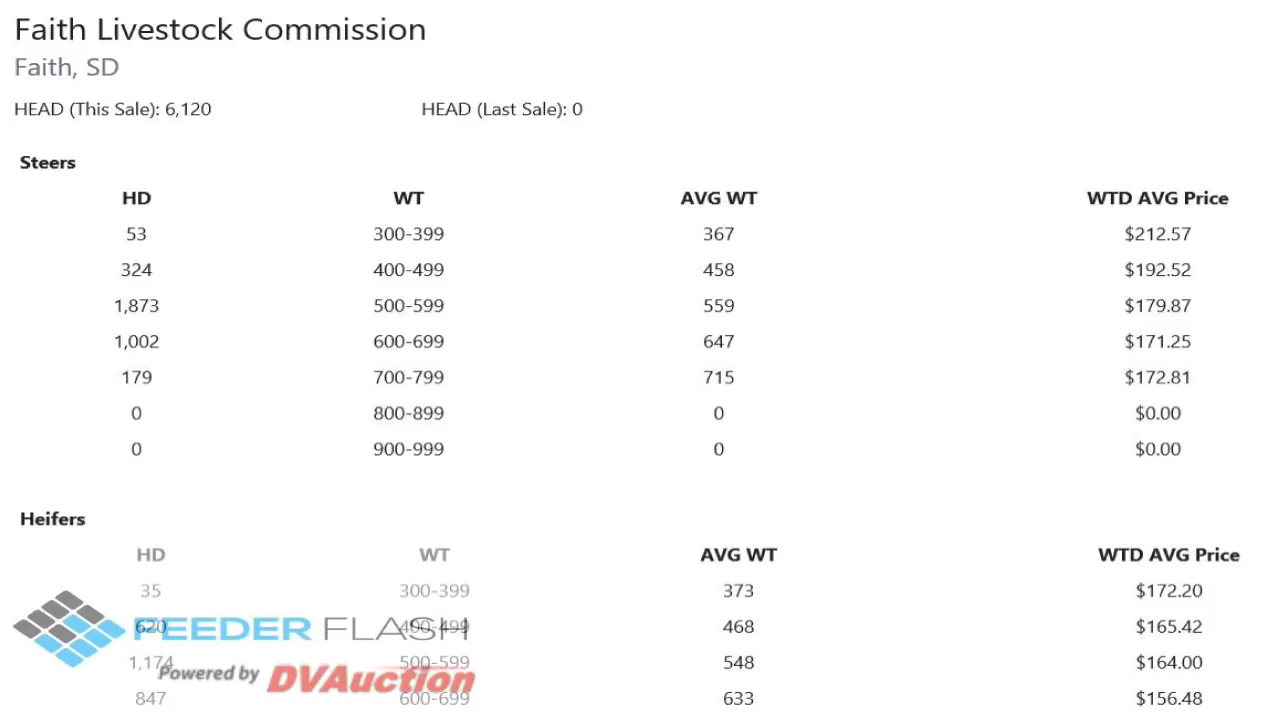 Faith Livestock Commission
Faith, SD
HEAD (This Sale): 6,120 HEAD (Last Sale): 0
Steers
HD WT AVG WT WTD AVG Price
53 300-399 367 $212.57
324 400-499 458 $192.52
1,873 500-599 559 $179.87
1,002 600-699 647 $171.25
179 700-799 715 $172.81
0 800-899 0 $0.00
0 900-999 0 $0.00
Heifers
HD WT AVG WT WTD AVG Price
35 300-399 373 $172.20
620 400-499 468 $165.42
FEEDER FLASH
1,174 500-599 548 $164.00
Powered by DVAuction
847 600-699 633 $156.48